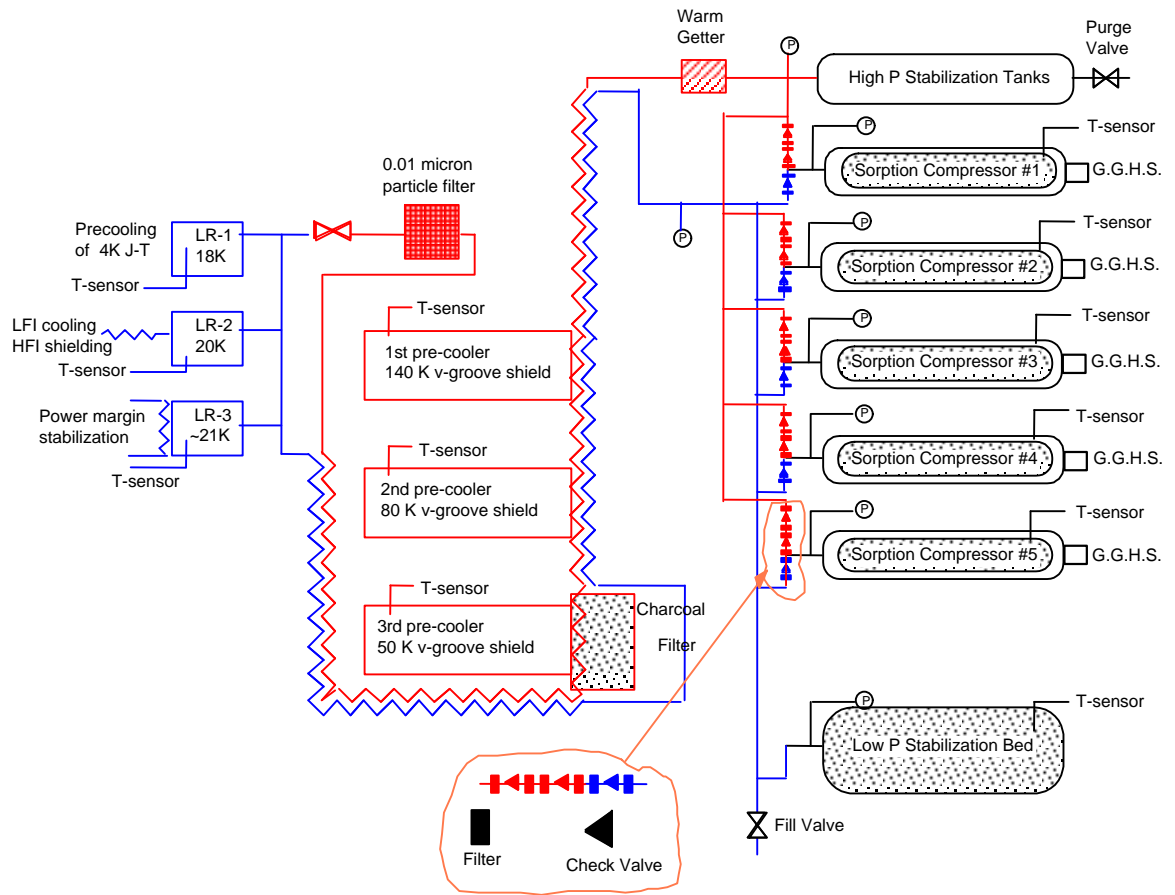 Warm
Getter
P
High P Stabilization Tanks
Purge
Valve
P
T-sensor
Sorption Compressor #1
G.G.H.S.
0.01 micron
particle filter
Precooling
of 4K J-T
LR-1
18K
T-sensor
P
P
T-sensor
Sorption Compressor #2
G.G.H.S.
LFI cooling
HFI shielding
LR-2
20K
T-sensor
T-sensor
1st pre-cooler
140 K v-groove shield
P
T-sensor
Sorption Compressor #3
G.G.H.S.
Power margin
stabilization
LR-3
~21K
T-sensor
P
T-sensor
Sorption Compressor #4
G.G.H.S.
T-sensor
2nd pre-cooler
80 K v-groove shield
P
T-sensor
Sorption Compressor #5
G.G.H.S.
T-sensor
3rd pre-cooler
50 K v-groove shield
Charcoal
Filter
P
T-sensor
Low P Stabilization Bed
Fill Valve
Filter
Check Valve